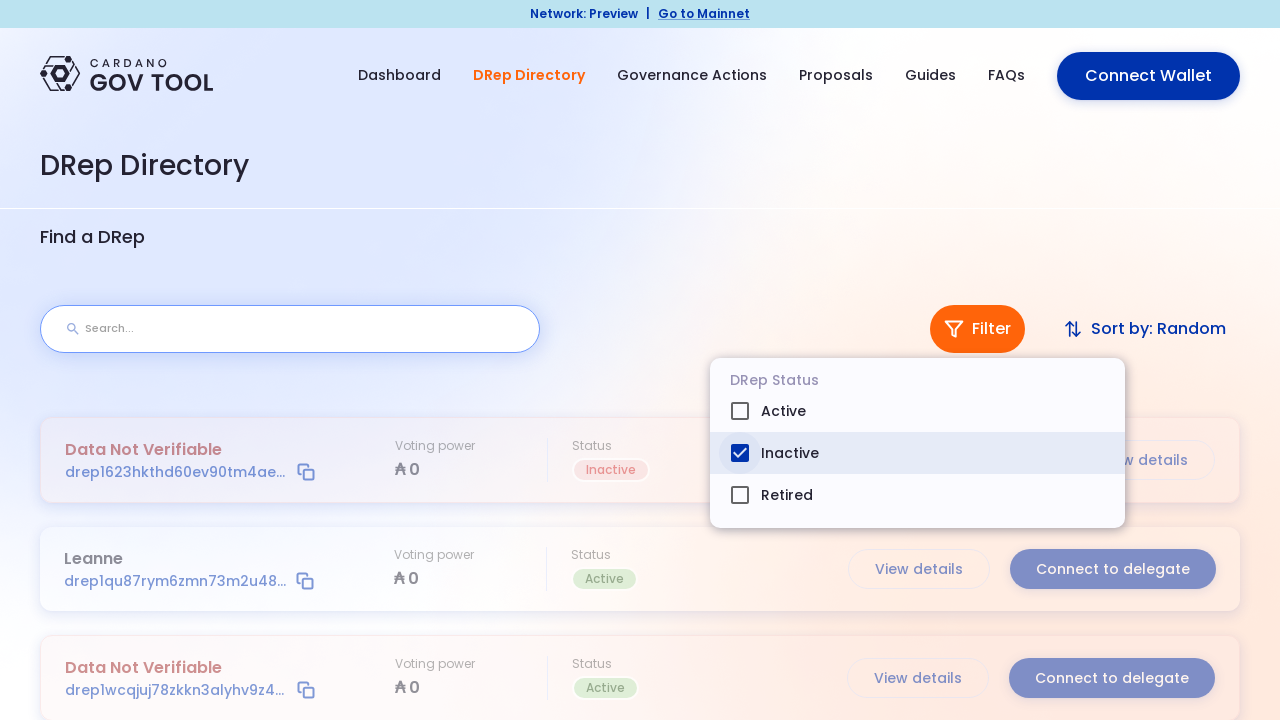 Network: Preview | Go to Mainnet
CARDANO
GOV TOOL
Dashboard
DRep Directory
Governance Actions
Proposals
Guides
FAQs
Connect Wallet
DRep Directory
Find a DRep
Search...
Filter
Sort by: Random
DRep Status
Active
Inactive
Retired
Data Not Verifiable
drep1623hkthd60ev90tm4ae...
Voting power
₳ 0
Status
Inactive
details
Leanne
drep1qu87rym6zmn73m2u48...
Voting power
₳ 0
Status
Active
View details
Connect to delegate
Data Not Verifiable
drep1wcqjuj78zkkn3alyhv9z4...
Voting power
₳ 0
Status
Active
View details
Connect to delegate